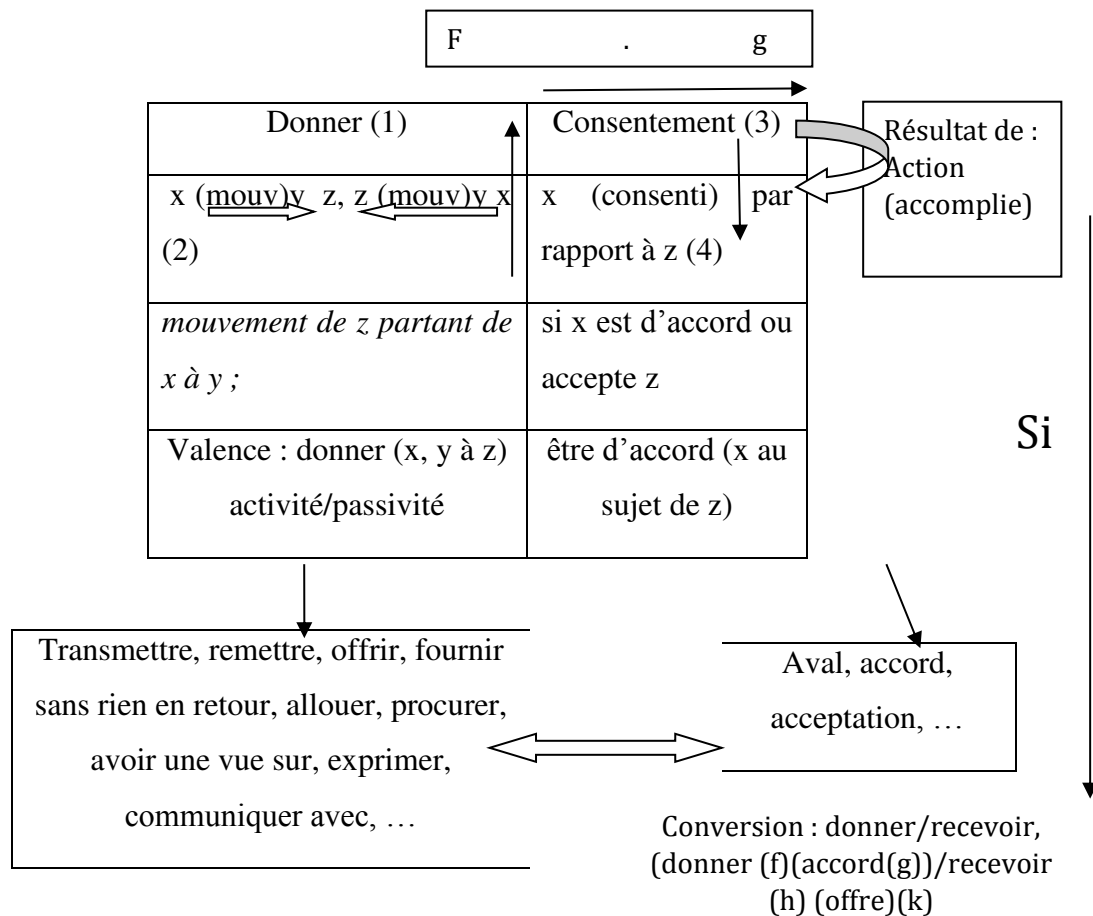 F . g
Donner (1)
Consentement (3)
Résultat de :
Action
(accomplie)
x (mouv)y z, z (mouv)y x
(2)
x (consenti) par
rapport à z (4)
mouvement de z partant de
x à y ;
si x est d’accord ou
accepte z
Valence : donner (x, y à z)
activité/passivité
être d’accord (x au
sujet de z)
Si
Transmettre, remettre, offrir, fournir
sans rien en retour, allouer, procurer,
avoir une vue sur, exprimer,
communiquer avec, …
Aval, accord,
acceptation, …
Conversion : donner/recevoir,
(donner (f)(accord(g))/recevoir
(h) (offre)(k)